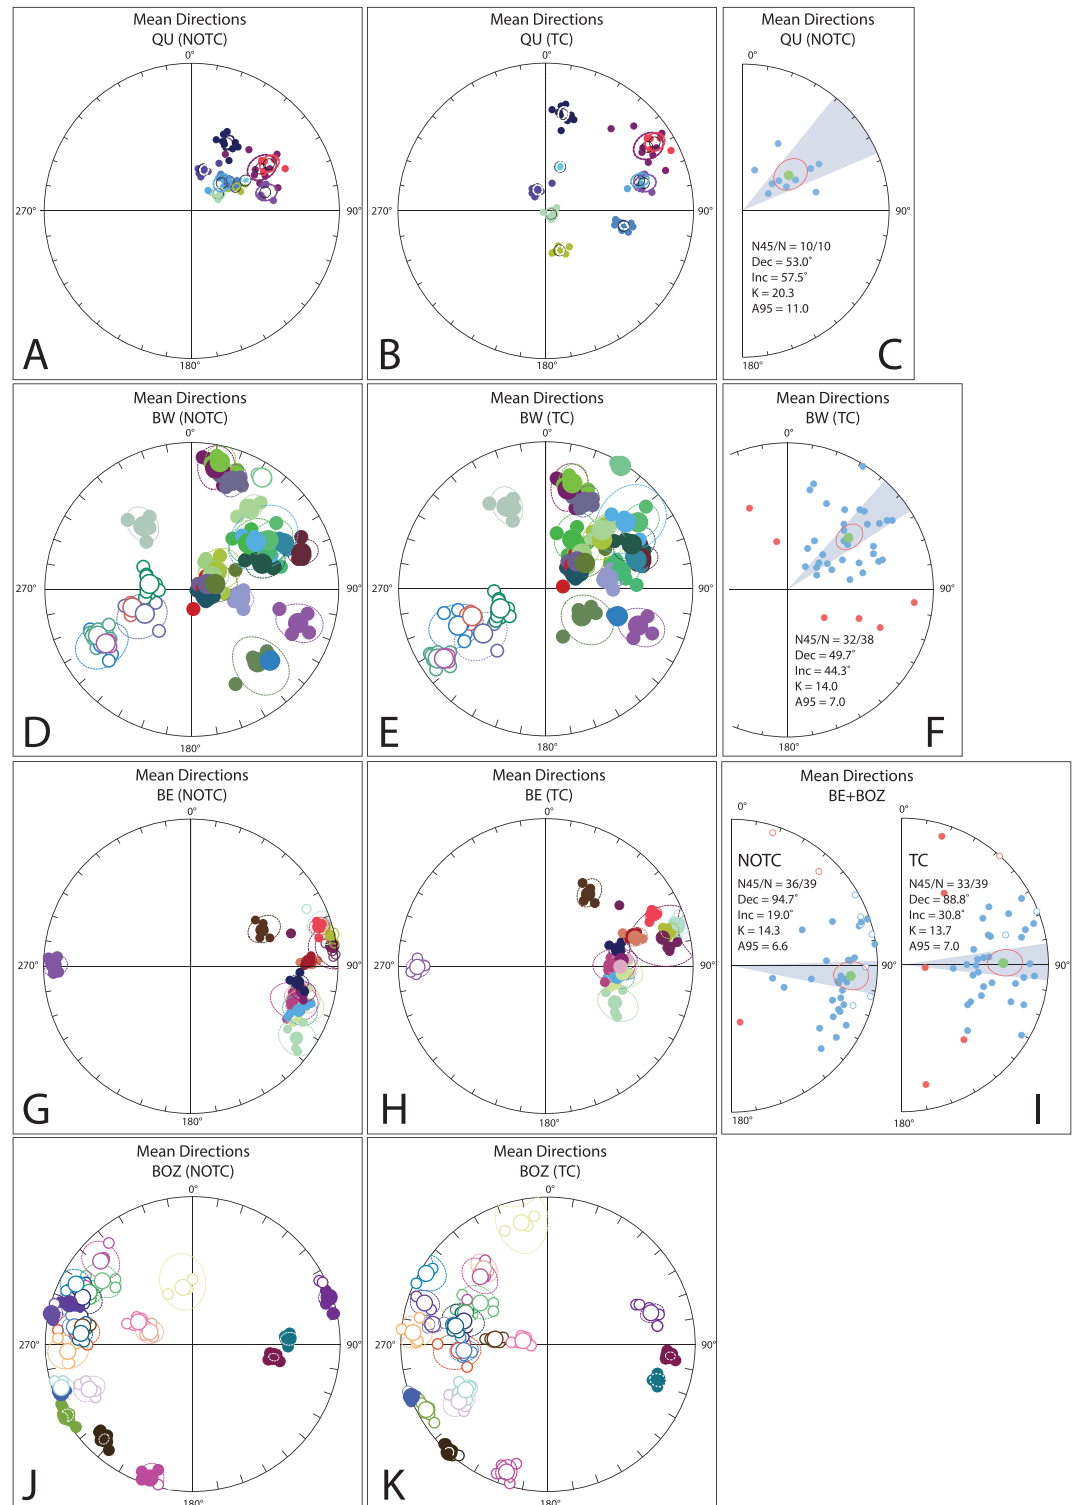 Mean Directions
QU (NOTC)
0°
270°
90°
180°
A
Mean Directions
QU (TC)
0°
270°
90°
180°
B
Mean Directions
QU (NOTC)
0°
90°
N45/N = 10/10
Dec = 53.0°
Inc = 57.5°
K = 20.3
A95 = 11.0
180°
C
Mean Directions
BW (NOTC)
0°
270°
90°
180°
D
Mean Directions
BW (TC)
0°
270°
90°
180°
E
Mean Directions
BW (TC)
0°
90°
N45/N = 32/38
Dec = 49.7°
Inc = 44.3°
K = 14.0
A95 = 7.0
180°
F
Mean Directions
BE (NOTC)
0°
270°
90°
180°
G
Mean Directions
BE (TC)
0°
270°
90°
180°
H
Mean Directions
BE+BOZ
0°
NOTC
N45/N = 36/39
Dec = 94.7°
Inc = 19.0°
K = 14.3
A95 = 6.6
90°
180°
0°
TC
N45/N = 33/39
Dec = 88.8°
Inc = 30.8°
K = 13.7
A95 = 7.0
90°
180°
I
Mean Directions
BOZ (NOTC)
0°
270°
90°
180°
J
Mean Directions
BOZ (TC)
0°
270°
90°
180°
K